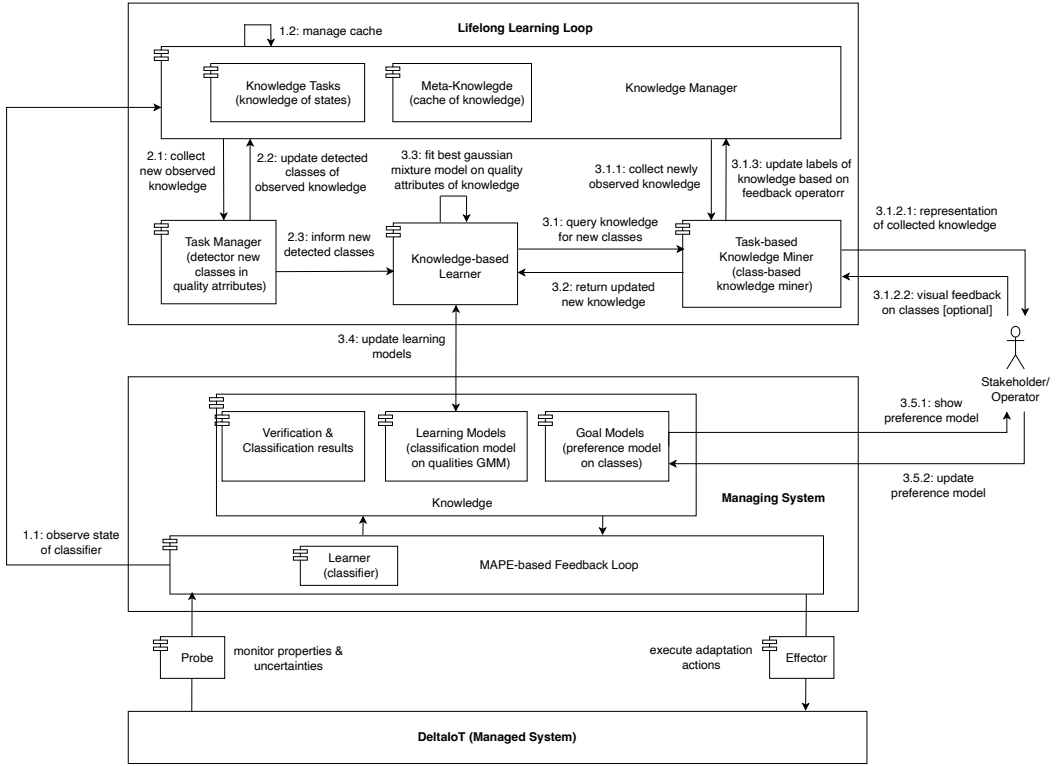 Lifelong Learning Loop
1.2: manage cache
Knowledge Tasks
(knowledge of states)
Meta-Knowlegde
(cache of knowledge)
Knowledge Manager
2.1: collect
new observed
knowledge
2.2: update detected
classes of
observed knowledge
3.3: fit best gaussian
mixture model on quality
attributes of knowledge
3.1.1: collect newly
observed knowledge
3.1.3: update labels of
knowledge based on
feedback operatorr
3.1.2.1: representation
of collected knowledge
Task Manager
(detector new
classes in
quality atrributes)
2.3: inform new
detected classes
Knowledge-based
Learner
3.1: query knowledge
for new classes
3.2: return updated
new knowledge
Task-based
Knowledge Miner
(class-based
knowledge miner)
3.1.2.2: visual feedback
on classes [optional]
3.4: update learning
models
Stakeholder/
Operator
Verification &
Classification results
Learning Models
(classification model
on qualities GMM)
Goal Models
(preference model
on classes)
3.5.1: show
preference model
3.5.2: update
preference model
Knowledge
Managing System
1.1: observe state
of classifier
Learner
(classifier)
MAPE-based Feedback Loop
Probe
monitor properties &
uncertainties
execute adaptation
actions
Effector
DeltaIoT (Managed System)